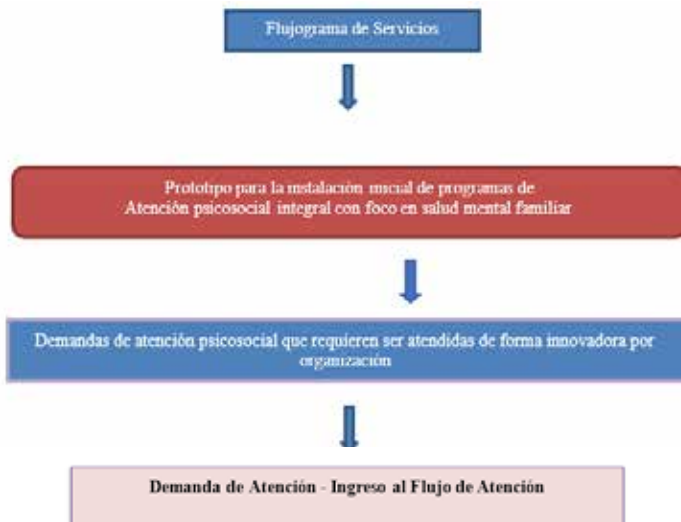 Flujograma de Servicios
Prototipo para la instalación inicial de programas de
Atención psicosocial integral con foco en salud mental familiar
Demandas de atención psicosocial que requieren ser atendidas de forma innovadora por
organización
Demanda de Atención - Ingreso al Flujo de Atención